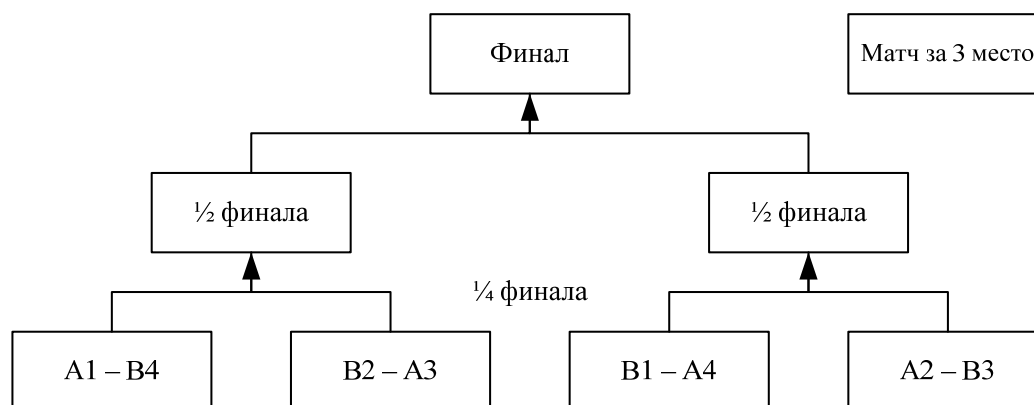 Финал
Матч за 3 место
½ финала
½ финала
¼ финала
A1 – B4
B2 – A3
B1 – A4
A2 – B3